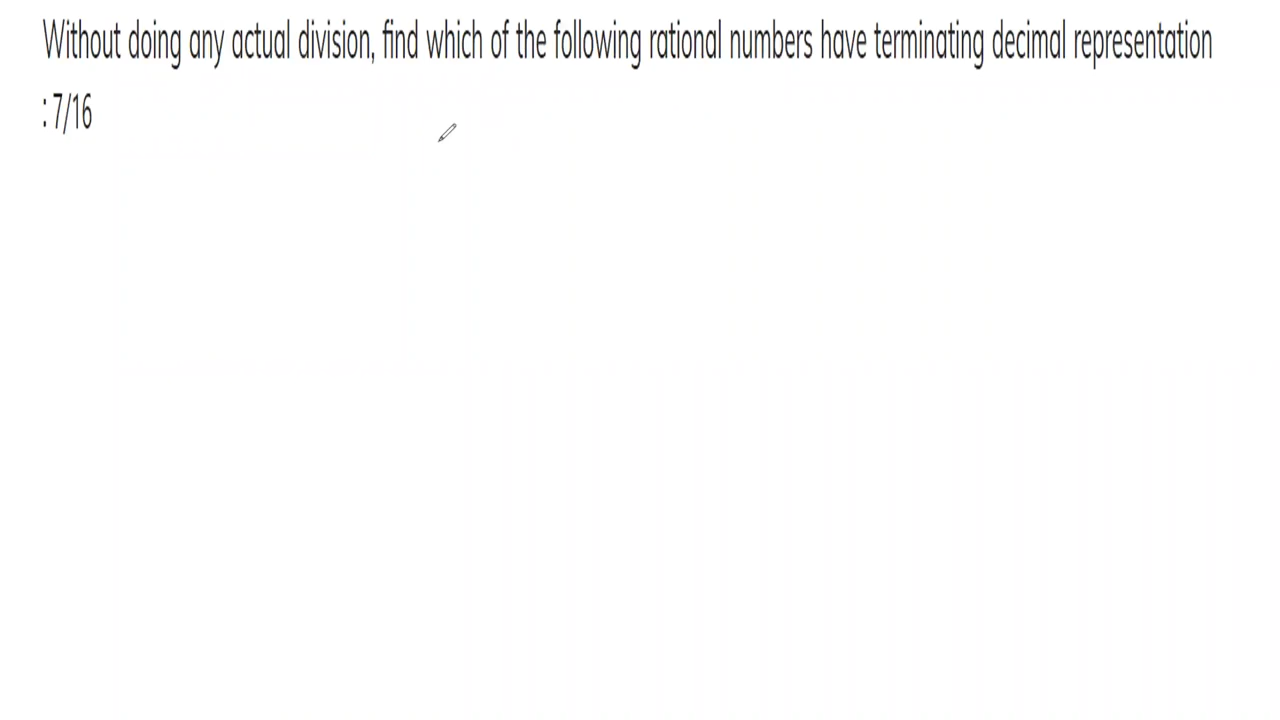 Without doing any actual division, find which of the following rational numbers have terminating decimal representation
: 7/16